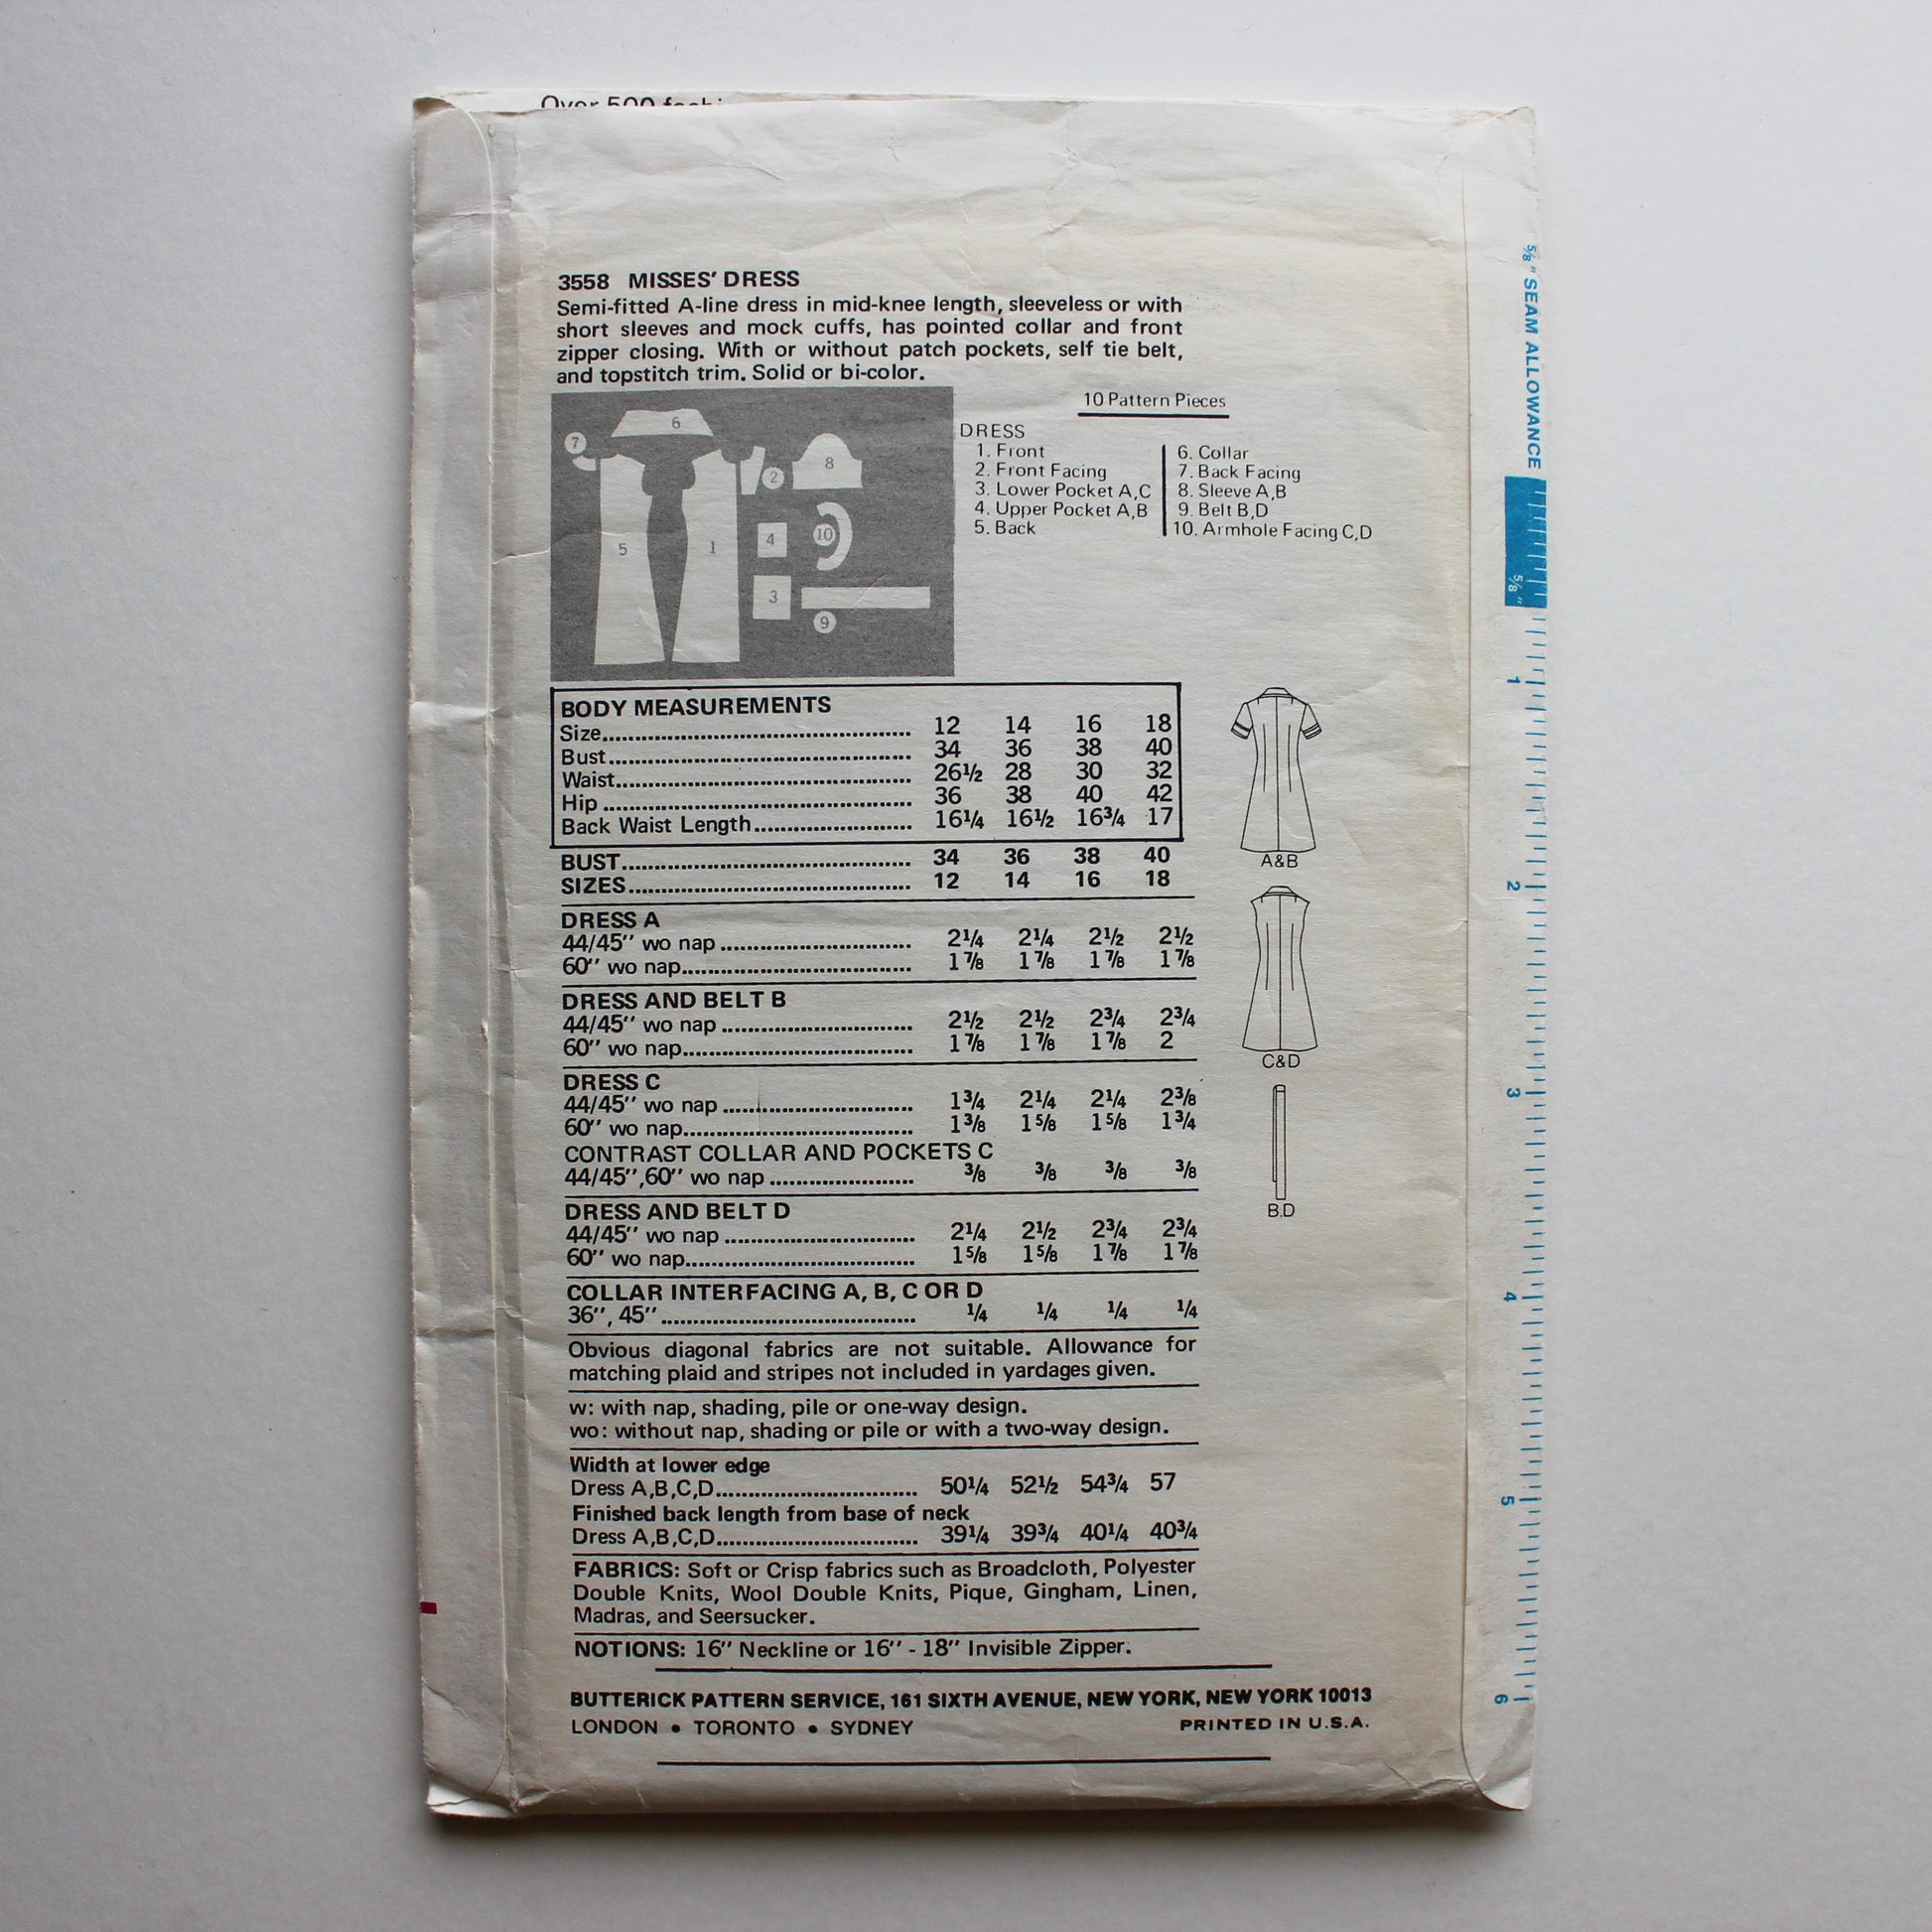 3558 MISSES' DRESS
Semi-fitted A-line dress in mid-knee length, sleeveless or with
short sleeves and mock cuffs, has pointed collar and front
zipper closing. With or without patch pockets, self tie belt,
and topstitch trim. Solid or bi-color.
7
6
2
8
5
1
4
10
3
9
10 Pattern Pieces
DRESS
1. Front
2. Front Facing
3. Lower Pocket A,C
4. Upper Pocket A,B
5. Back
6. Collar
7. Back Facing
8. Sleeve A,B
9. Belt B,D
10. Armhole Facing C,D
BODY MEASUREMENTS
Size 12 14 16 18
Bust 34 36 38 40
Waist 26½ 28 30 32
Hip 36 38 40 42
Back Waist Length 16¼ 16½ 16¾ 17
BUST 34 36 38 40
SIZES 12 14 16 18
DRESS A
44/45" wo nap 2¼ 2¼ 2½ 2½
60" wo nap 1⅞ 1⅞ 1⅞ 1⅞
DRESS AND BELT B
44/45" wo nap 2½ 2½ 2¾ 2¾
60" wo nap 1⅞ 1⅞ 1⅞ 2
DRESS C
44/45" wo nap 1¾ 2¼ 2¼ 2⅜
60" wo nap 1⅜ 1⅝ 1⅝ 1¾
CONTRAST COLLAR AND POCKETS C
44/45",60" wo nap ⅜ ⅜ ⅜ ⅜
DRESS AND BELT D
44/45" wo nap 2¼ 2½ 2¾ 2¾
60" wo nap 1⅝ 1⅝ 1⅞ 1⅞
COLLAR INTERFACING A, B, C OR D
36", 45" ¼ ¼ ¼ ¼
Obvious diagonal fabrics are not suitable. Allowance for
matching plaid and stripes not included in yardages given.
w: with nap, shading, pile or one-way design.
wo: without nap, shading or pile or with a two-way design.
Width at lower edge
Dress A,B,C,D 50¼ 52½ 54¾ 57
Finished back length from base of neck
Dress A,B,C,D 39¼ 39¾ 40¼ 40¾
FABRICS: Soft or Crisp fabrics such as Broadcloth, Polyester
Double Knits, Wool Double Knits, Pique, Gingham, Linen,
Madras, and Seersucker.
NOTIONS: 16" Neckline or 16" - 18" Invisible Zipper.
BUTTERICK PATTERN SERVICE, 161 SIXTH AVENUE, NEW YORK, NEW YORK 10013
LONDON • TORONTO • SYDNEY PRINTED IN U.S.A.
A&B
C&D
B,D
⅝" SEAM ALLOWANCE
⅝"
1
2
3
4
5
6